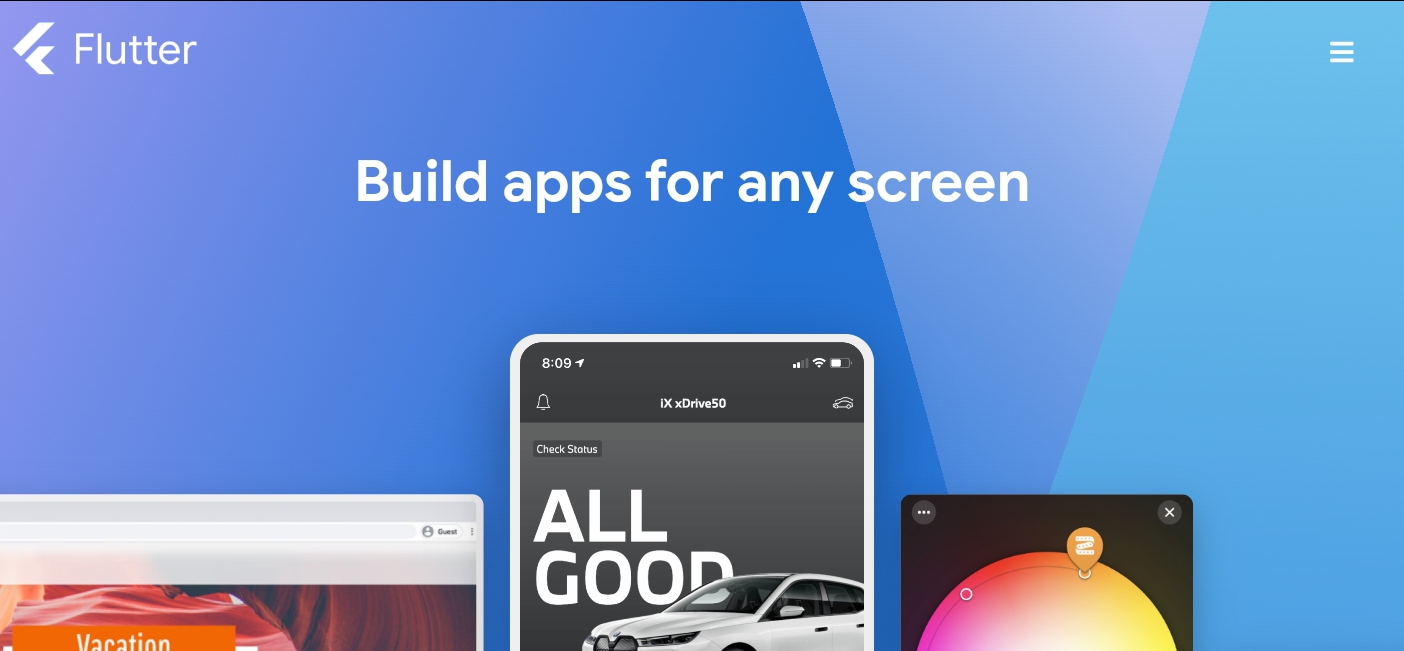 Flutter
Build apps for any screen
8:09
iX xDrive50
Check Status
ALL
GOOD
Guest
Vacation